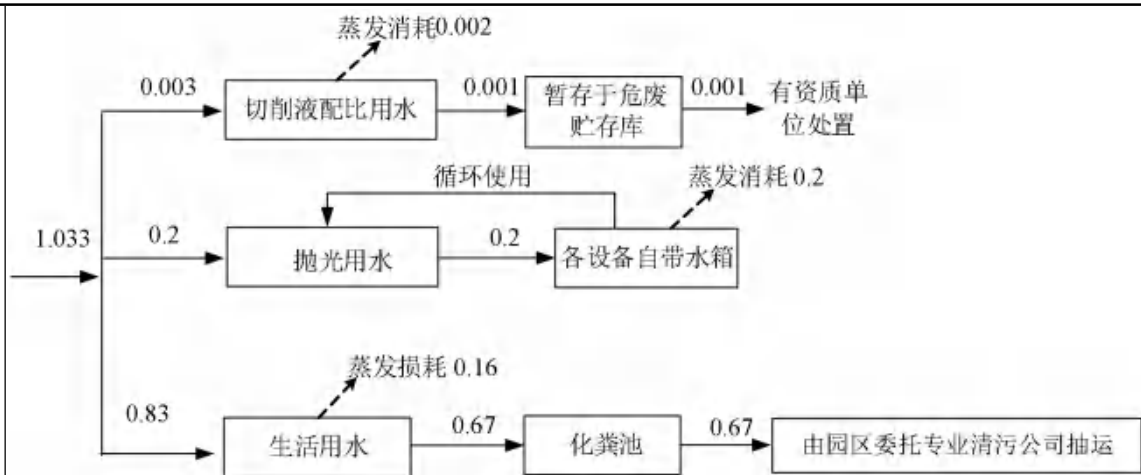 蒸发消耗0.002
0.003
切削液配比用水
0.001
暂存于危废
贮存库
0.001
有资质单
位处置
循环使用
蒸发消耗 0.2
1.033
0.2
抛光用水
0.2
各设备自带水箱
蒸发损耗 0.16
0.83
生活用水
0.67
化粪池
0.67
由园区委托专业清污公司抽运